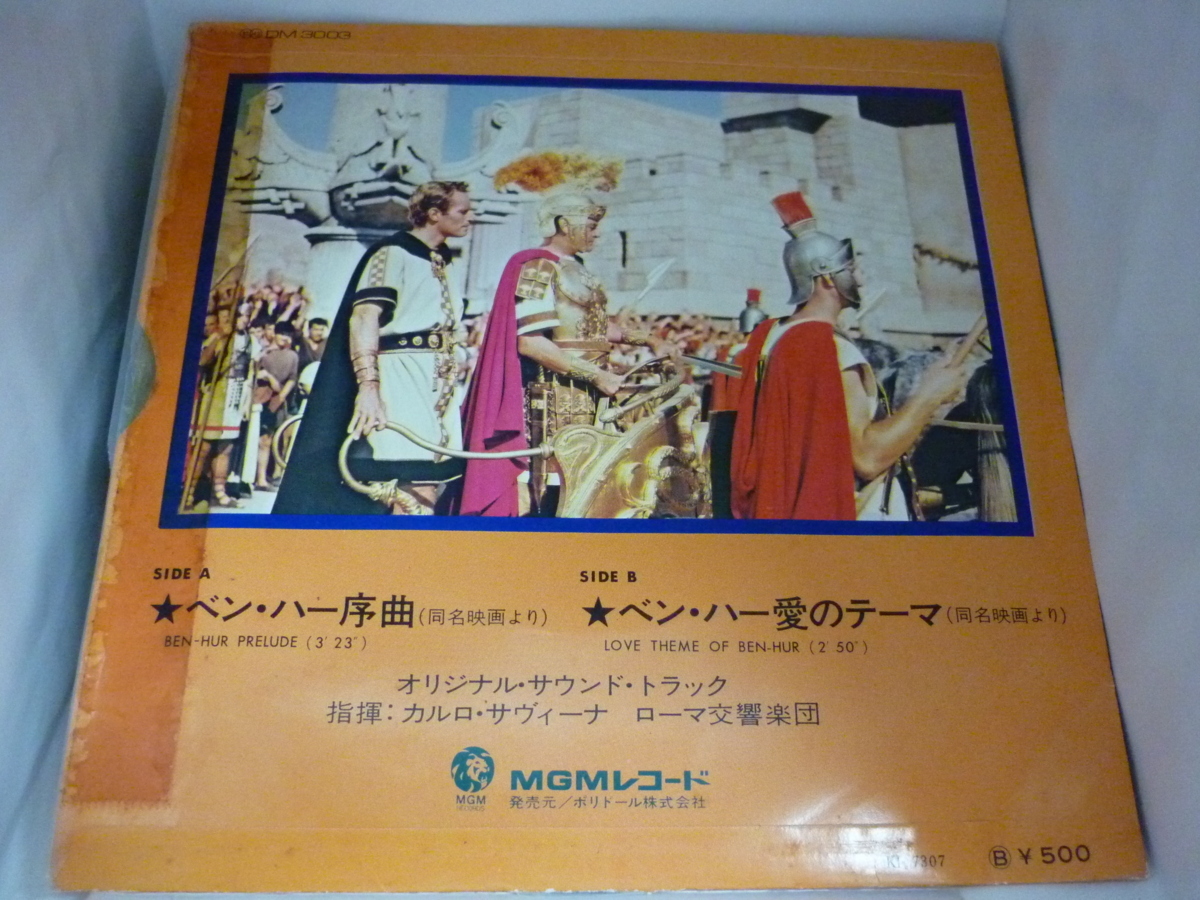 DM 3003
SIDE A
★ベン・ハー序曲(同名映画より)
BEN-HUR PRELUDE (3′23″)
SIDE B
★ベン・ハー愛のテーマ(同名映画より)
LOVE THEME OF BEN-HUR (2′50″)
オリジナル・サウンド・トラック
指揮：カルロ・サヴィーナ ローマ交響楽団
MGM
RECORDS
MGMレコード
発売元/ポリドール株式会社
7307
Ⓑ ¥500